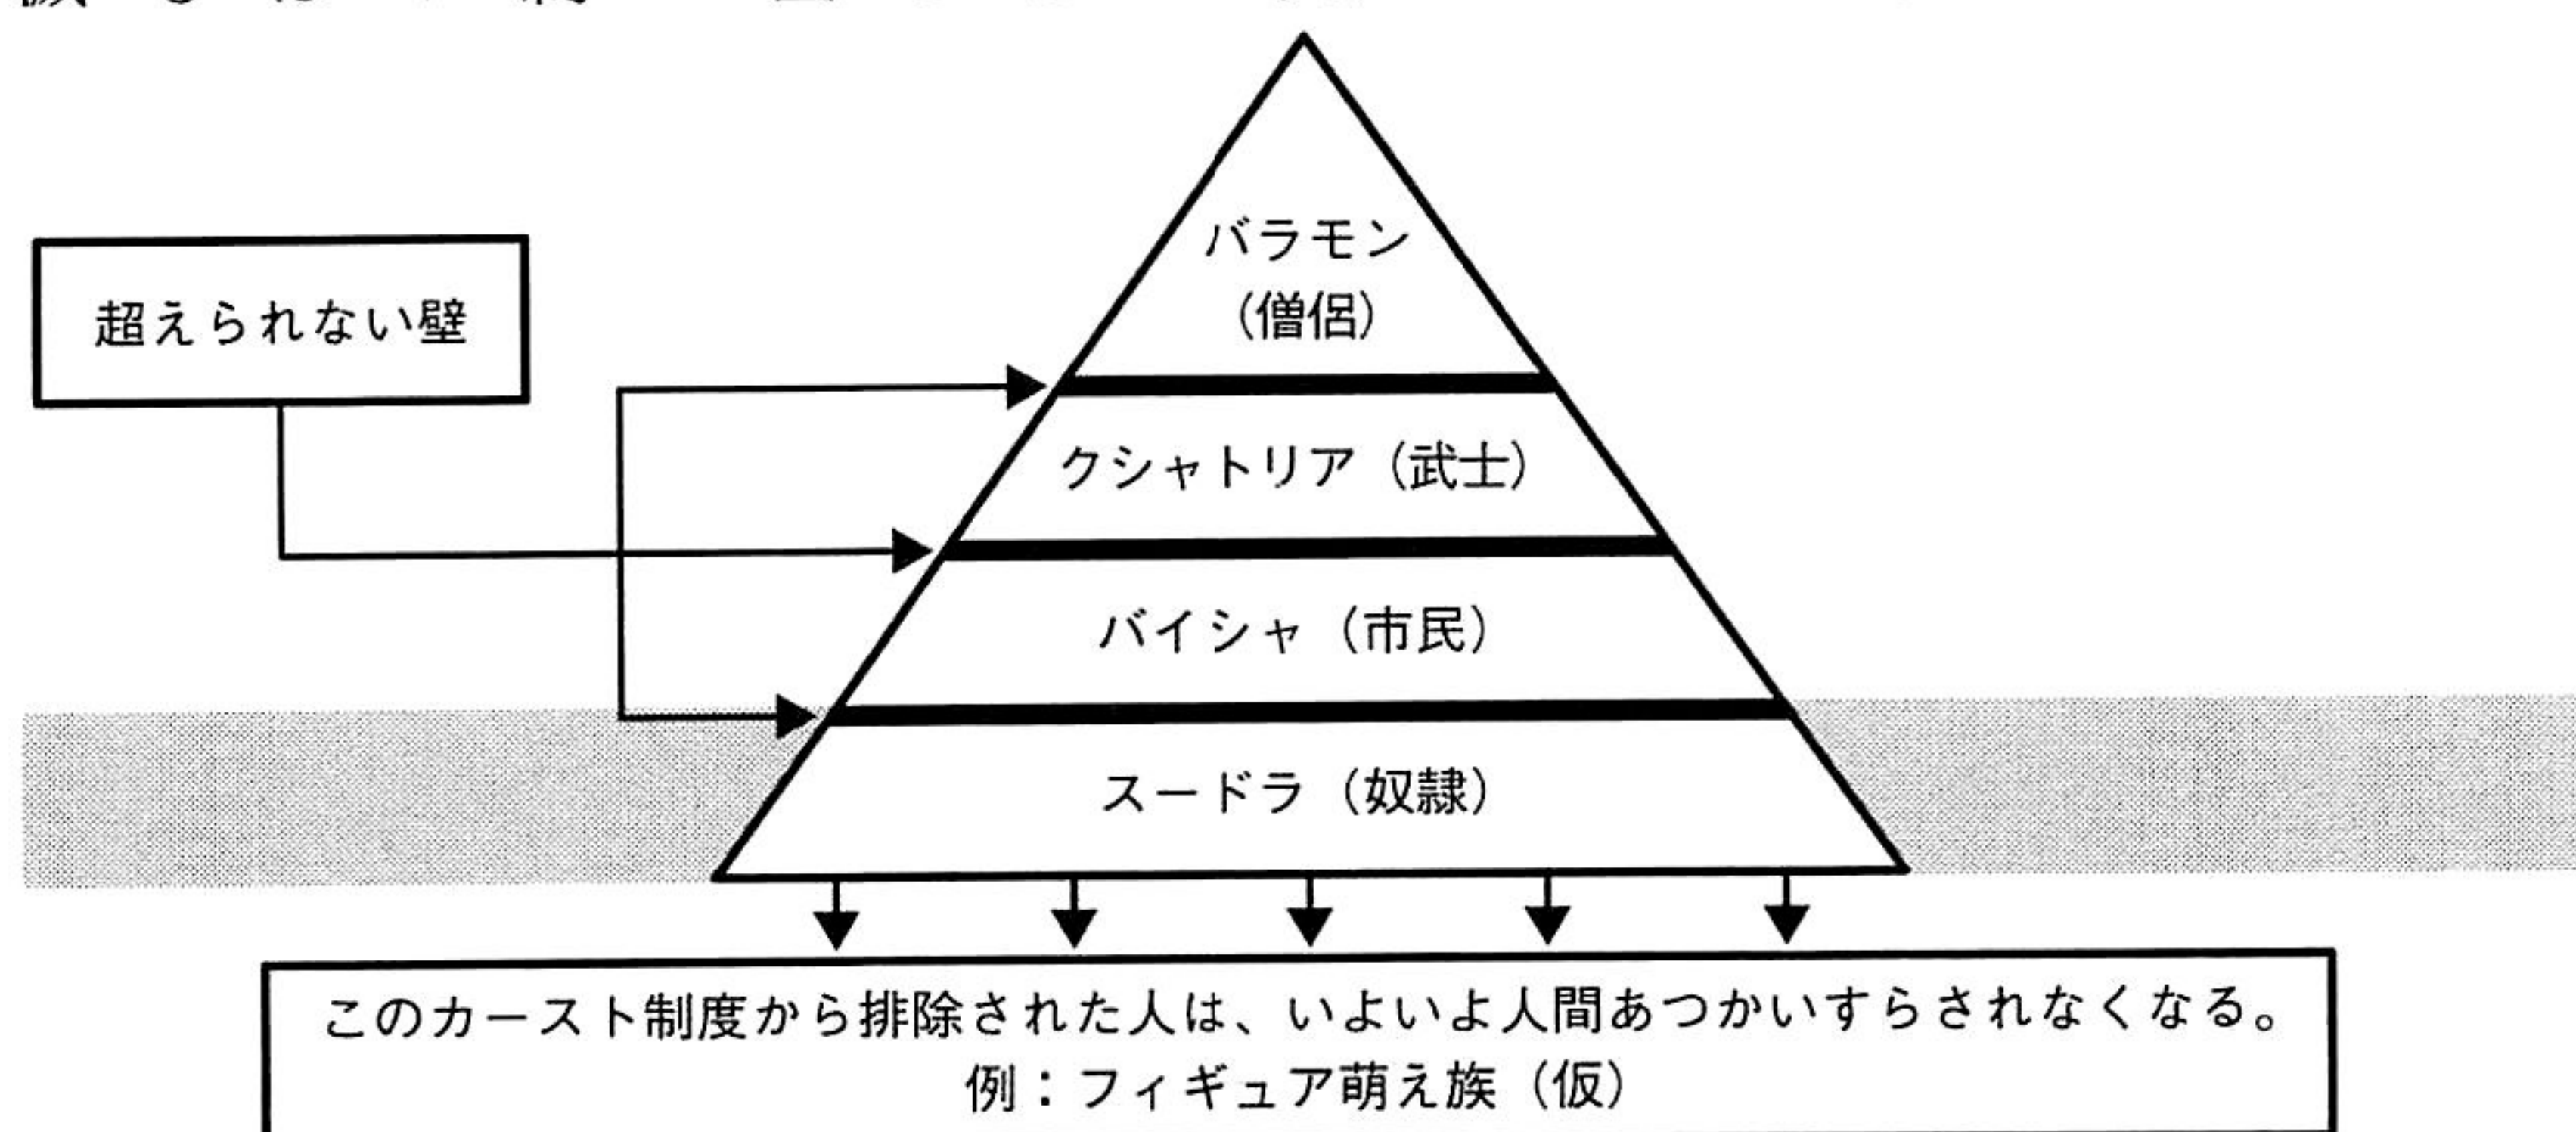 バラモン
（僧侶）
超えられない壁
クシャトリア（武士）
バイシャ（市民）
スードラ（奴隷）
このカースト制度から排除された人は、いよいよ人間あつかいすらされなくなる。
例：フィギュア萌え族（仮）